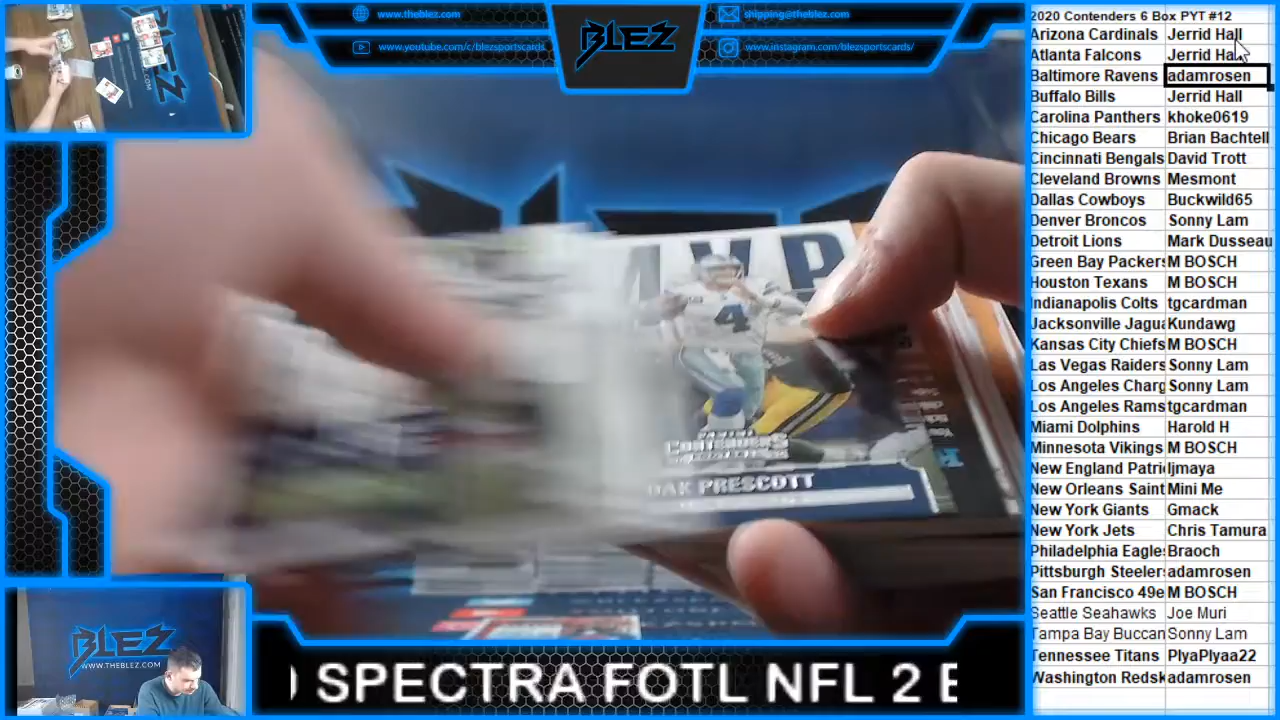 www.theblez.com
shipping@theblez.com
www.youtube.com/c/blezsportscards/
BLEZ
www.instagram.com/blezsportscards/
MVP
4
PANINI
CONTENDERS
DAK PRESCOTT
BLEZ
WWW.THEBLEZ.COM
SPECTRA FOTL NFL 2
2020 Contenders 6 Box PYT #12
Arizona Cardinals Jerrid Hall
Atlanta Falcons Jerrid Hall
Baltimore Ravens adamrosen
Buffalo Bills Jerrid Hall
Carolina Panthers khoke0619
Chicago Bears Brian Bachtell
Cincinnati Bengals David Trott
Cleveland Browns Mesmont
Dallas Cowboys Buckwild65
Denver Broncos Sonny Lam
Detroit Lions Mark Dusseau
Green Bay Packers M BOSCH
Houston Texans M BOSCH
Indianapolis Colts tgcardman
Jacksonville Jagua Kundawg
Kansas City Chiefs M BOSCH
Las Vegas Raiders Sonny Lam
Los Angeles Charg Sonny Lam
Los Angeles Rams tgcardman
Miami Dolphins Harold H
Minnesota Vikings M BOSCH
New England Patri ljmaya
New Orleans Saint Mini Me
New York Giants Gmack
New York Jets Chris Tamura
Philadelphia Eagles Braoch
Pittsburgh Steelers adamrosen
San Francisco 49e M BOSCH
Seattle Seahawks Joe Muri
Tampa Bay Buccan Sonny Lam
Tennessee Titans PlyaPlyaa22
Washington Redsk adamrosen